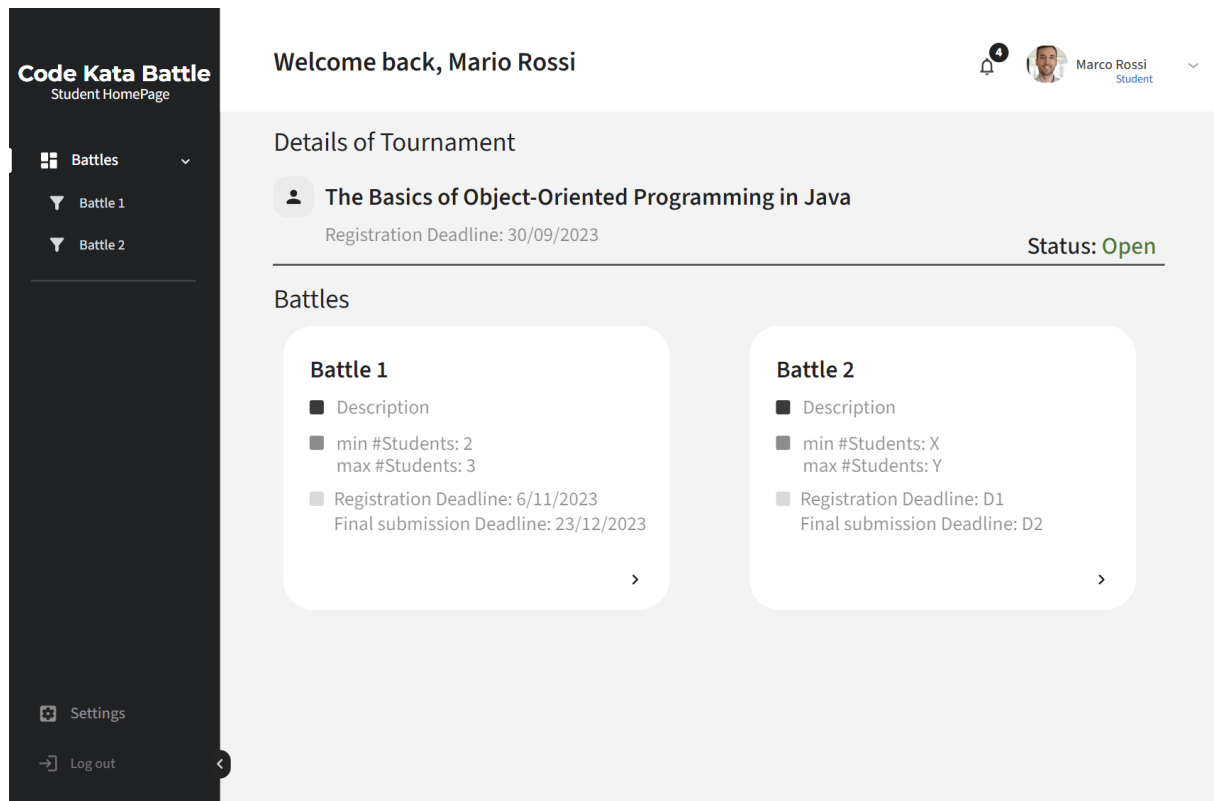 Code Kata Battle
Student HomePage
Battles
Battle 1
Battle 2
Settings
Log out
Welcome back, Mario Rossi
4
Marco Rossi
Student
Details of Tournament
The Basics of Object-Oriented Programming in Java
Registration Deadline: 30/09/2023
Status: Open
Battles
Battle 1
Description
min #Students: 2
max #Students: 3
Registration Deadline: 6/11/2023
Final submission Deadline: 23/12/2023
Battle 2
Description
min #Students: X
max #Students: Y
Registration Deadline: D1
Final submission Deadline: D2